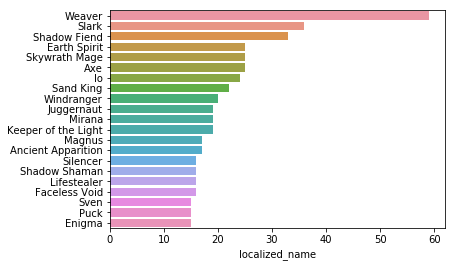 Weaver
Slark
Shadow Fiend
Earth Spirit
Skywrath Mage
Axe
Io
Sand King
Windranger
Juggernaut
Mirana
Keeper of the Light
Magnus
Ancient Apparition
Silencer
Shadow Shaman
Lifestealer
Faceless Void
Sven
Puck
Enigma
0 10 20 30 40 50 60
localized_name